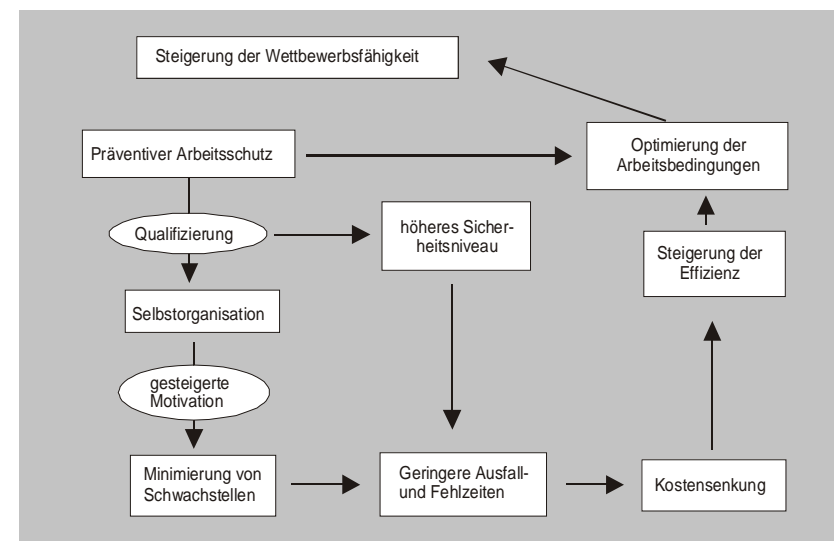 Steigerung der Wettbewerbsfähigkeit
Präventiver Arbeitsschutz
Optimierung der
Arbeitsbedingungen
Qualifizierung
höheres Sicher-
heitsniveau
Steigerung der
Effizienz
Selbstorganisation
gesteigerte
Motivation
Minimierung von
Schwachstellen
Geringere Ausfall-
und Fehlzeiten
Kostensenkung